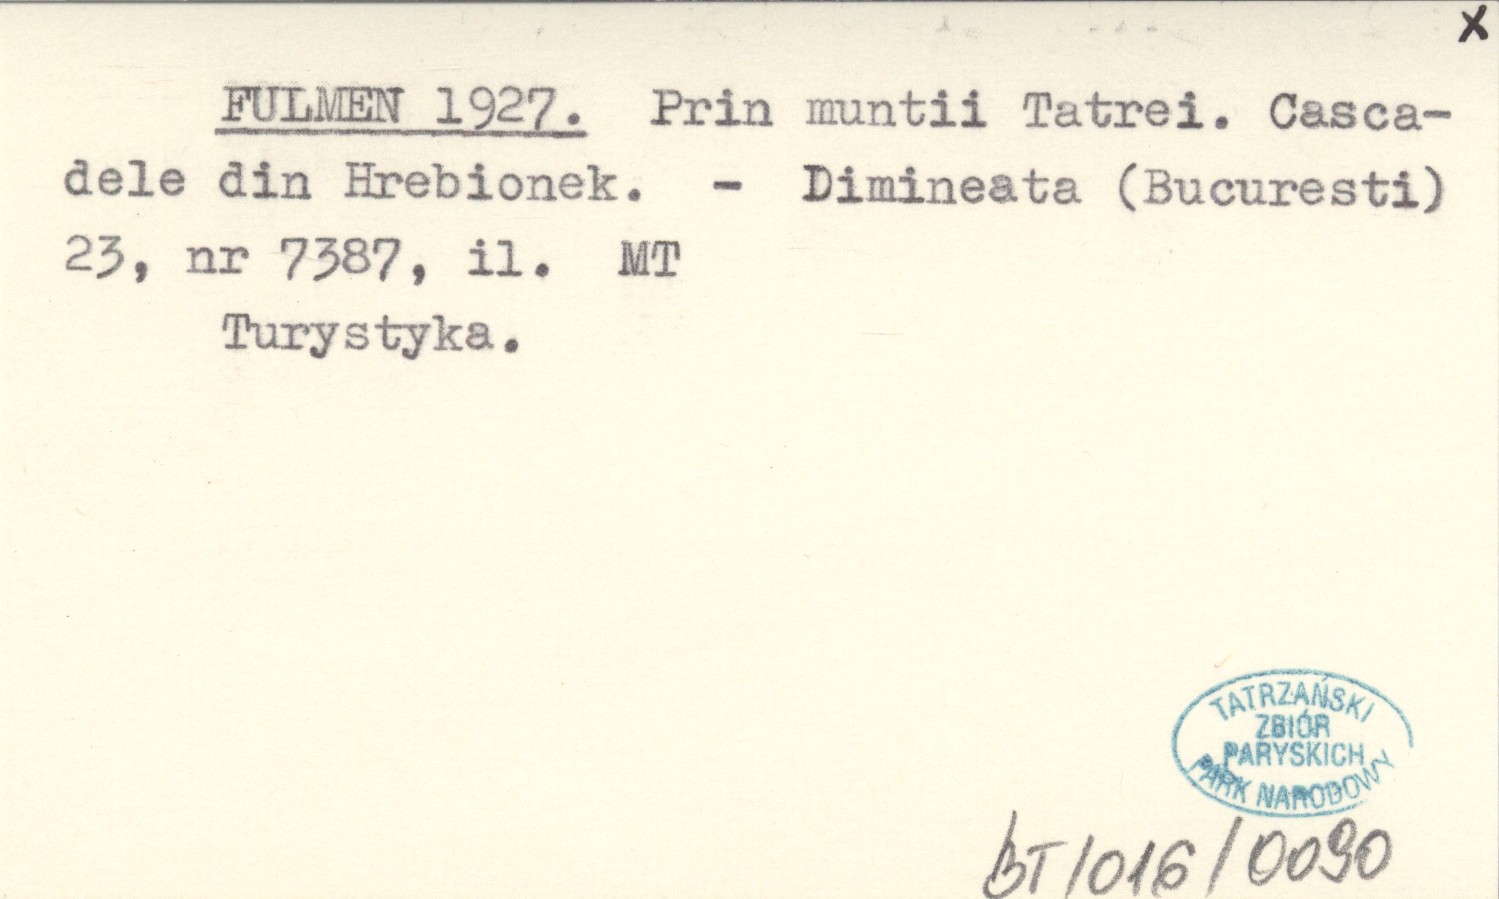 X
FULMEN 1927. Prin muntii Tatrei. Casca-
dele din Hrebionek. - Dimineata (Bucuresti)
23, nr 7387, il. MT
Turystyka.
TATRZAŃSKI
ZBIÓR
PARYSKICH
PARK NARODOWY
BT/016/0090